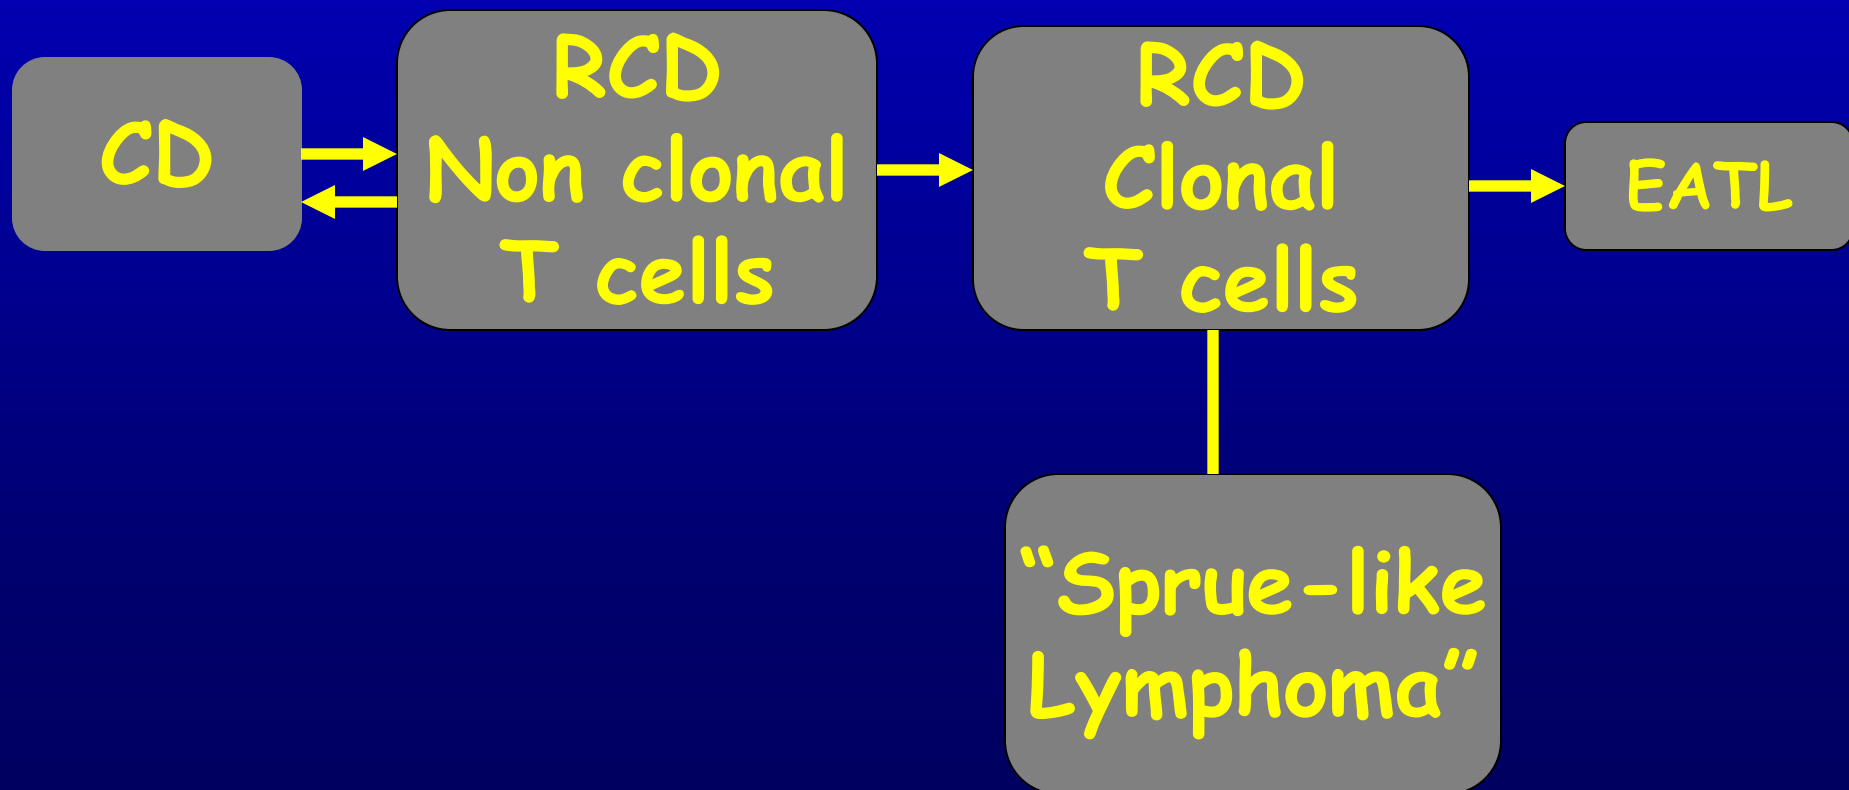 CD
RCD
Non clonal
T cells
RCD
Clonal
T cells
EATL
“Sprue-like
Lymphoma”